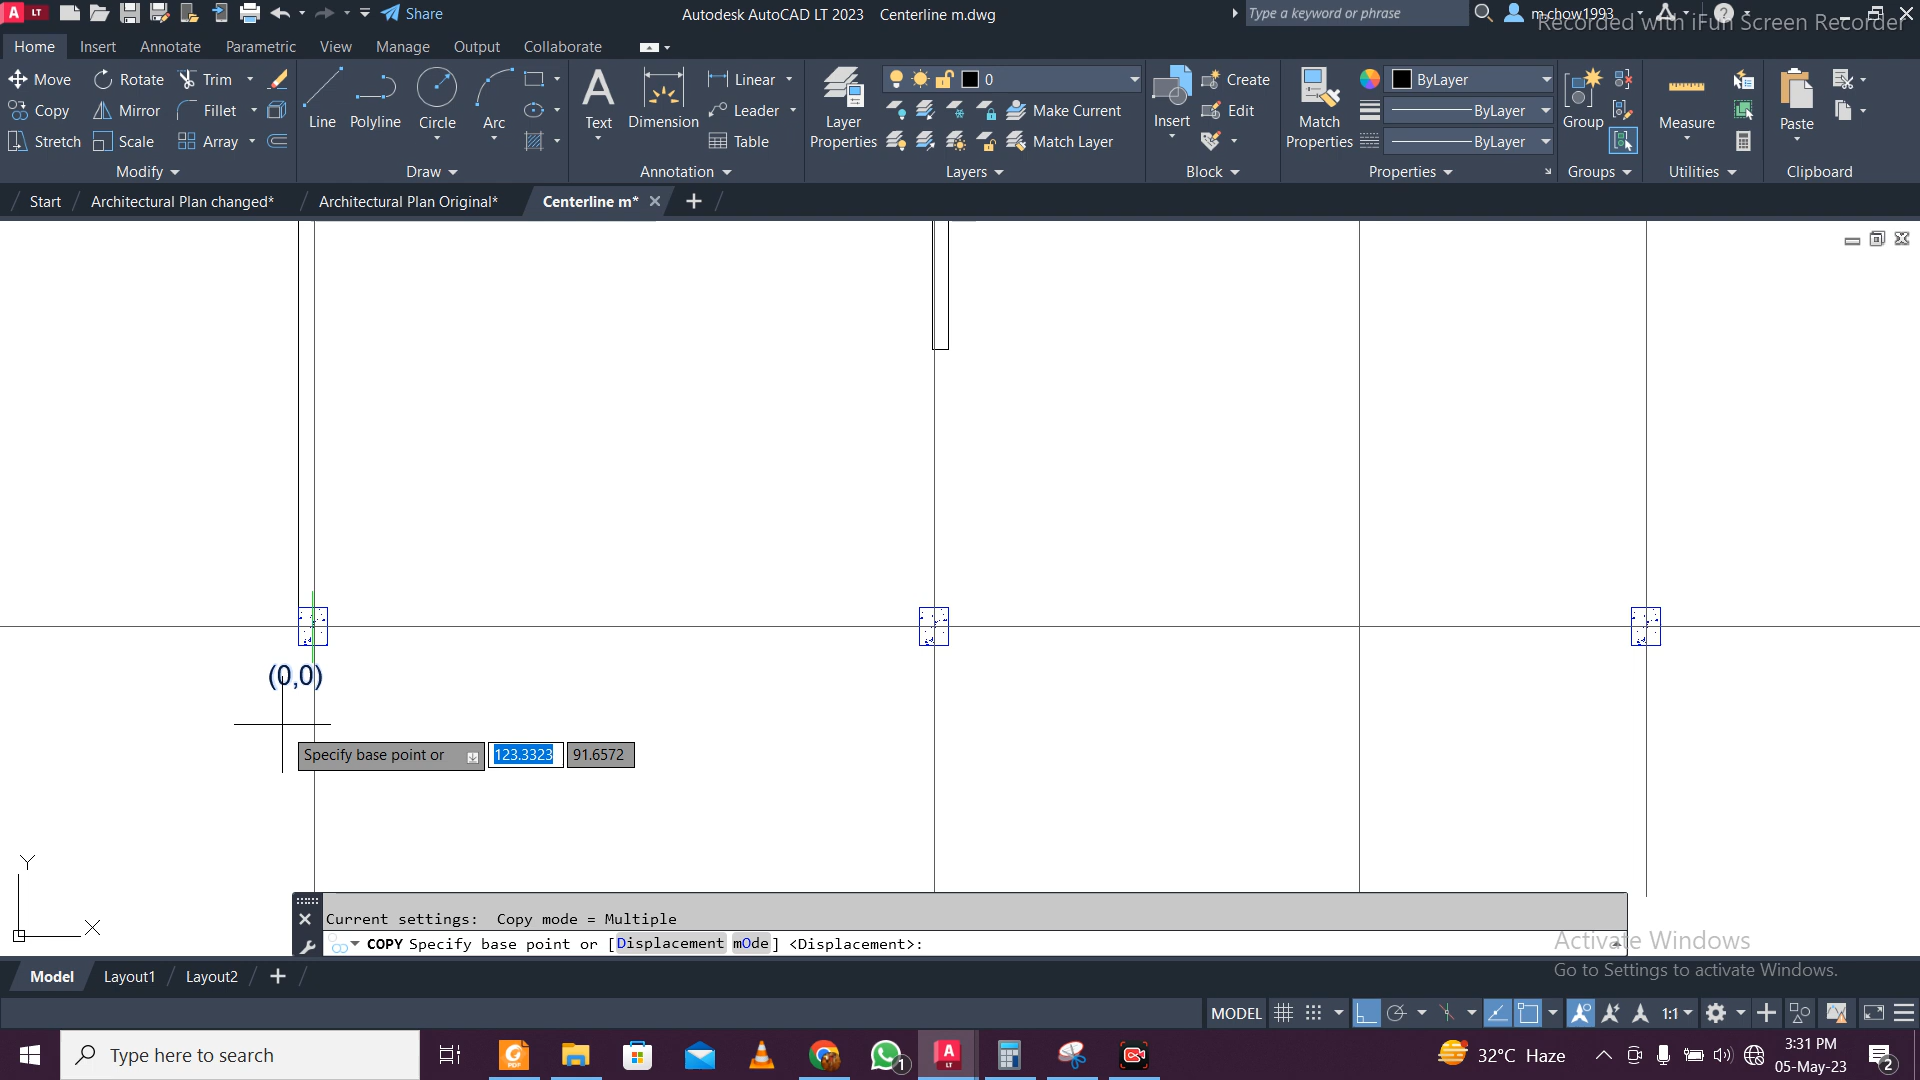 A LT Share Autodesk AutoCAD LT 2023 Centerline m.dwg Type a keyword or phrase m.chow1993
Recorded with iFun Screen Recorder
Home Insert Annotate Parametric View Manage Output Collaborate
Move Rotate Trim Linear 0 Create ByLayer
Copy Mirror Fillet Leader Make Current Edit ByLayer
Line Polyline Circle Arc Text Dimension Layer Insert Match Group Measure Paste
Stretch Scale Array Table Properties Match Layer Properties ByLayer
Modify Draw Annotation Layers Block Properties Groups Utilities Clipboard
Start Architectural Plan changed* Architectural Plan Original* Centerline m*
(0,0)
Specify base point or 123.3323 91.6572
Y
X
Current settings: Copy mode = Multiple
COPY Specify base point or [Displacement mOde] <Displacement>:
Activate Windows
Go to Settings to activate Windows.
Model Layout1 Layout2
MODEL 1:1
Type here to search PDF 1 A LT 32°C Haze 3:31 PM
05-May-23 2